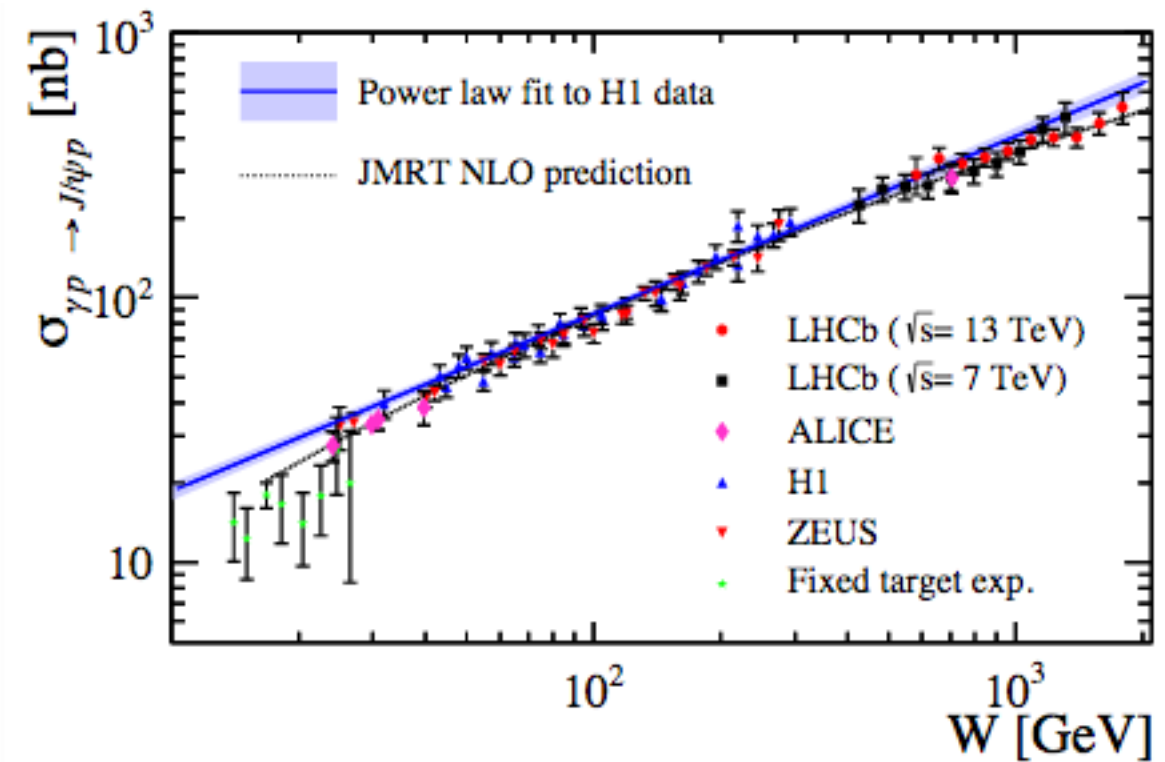 10³
σγp → J/ψp [nb]
Power law fit to H1 data
JMRT NLO prediction
10²
LHCb (√s= 13 TeV)
LHCb (√s= 7 TeV)
ALICE
H1
ZEUS
10
Fixed target exp.
10²
10³
W [GeV]